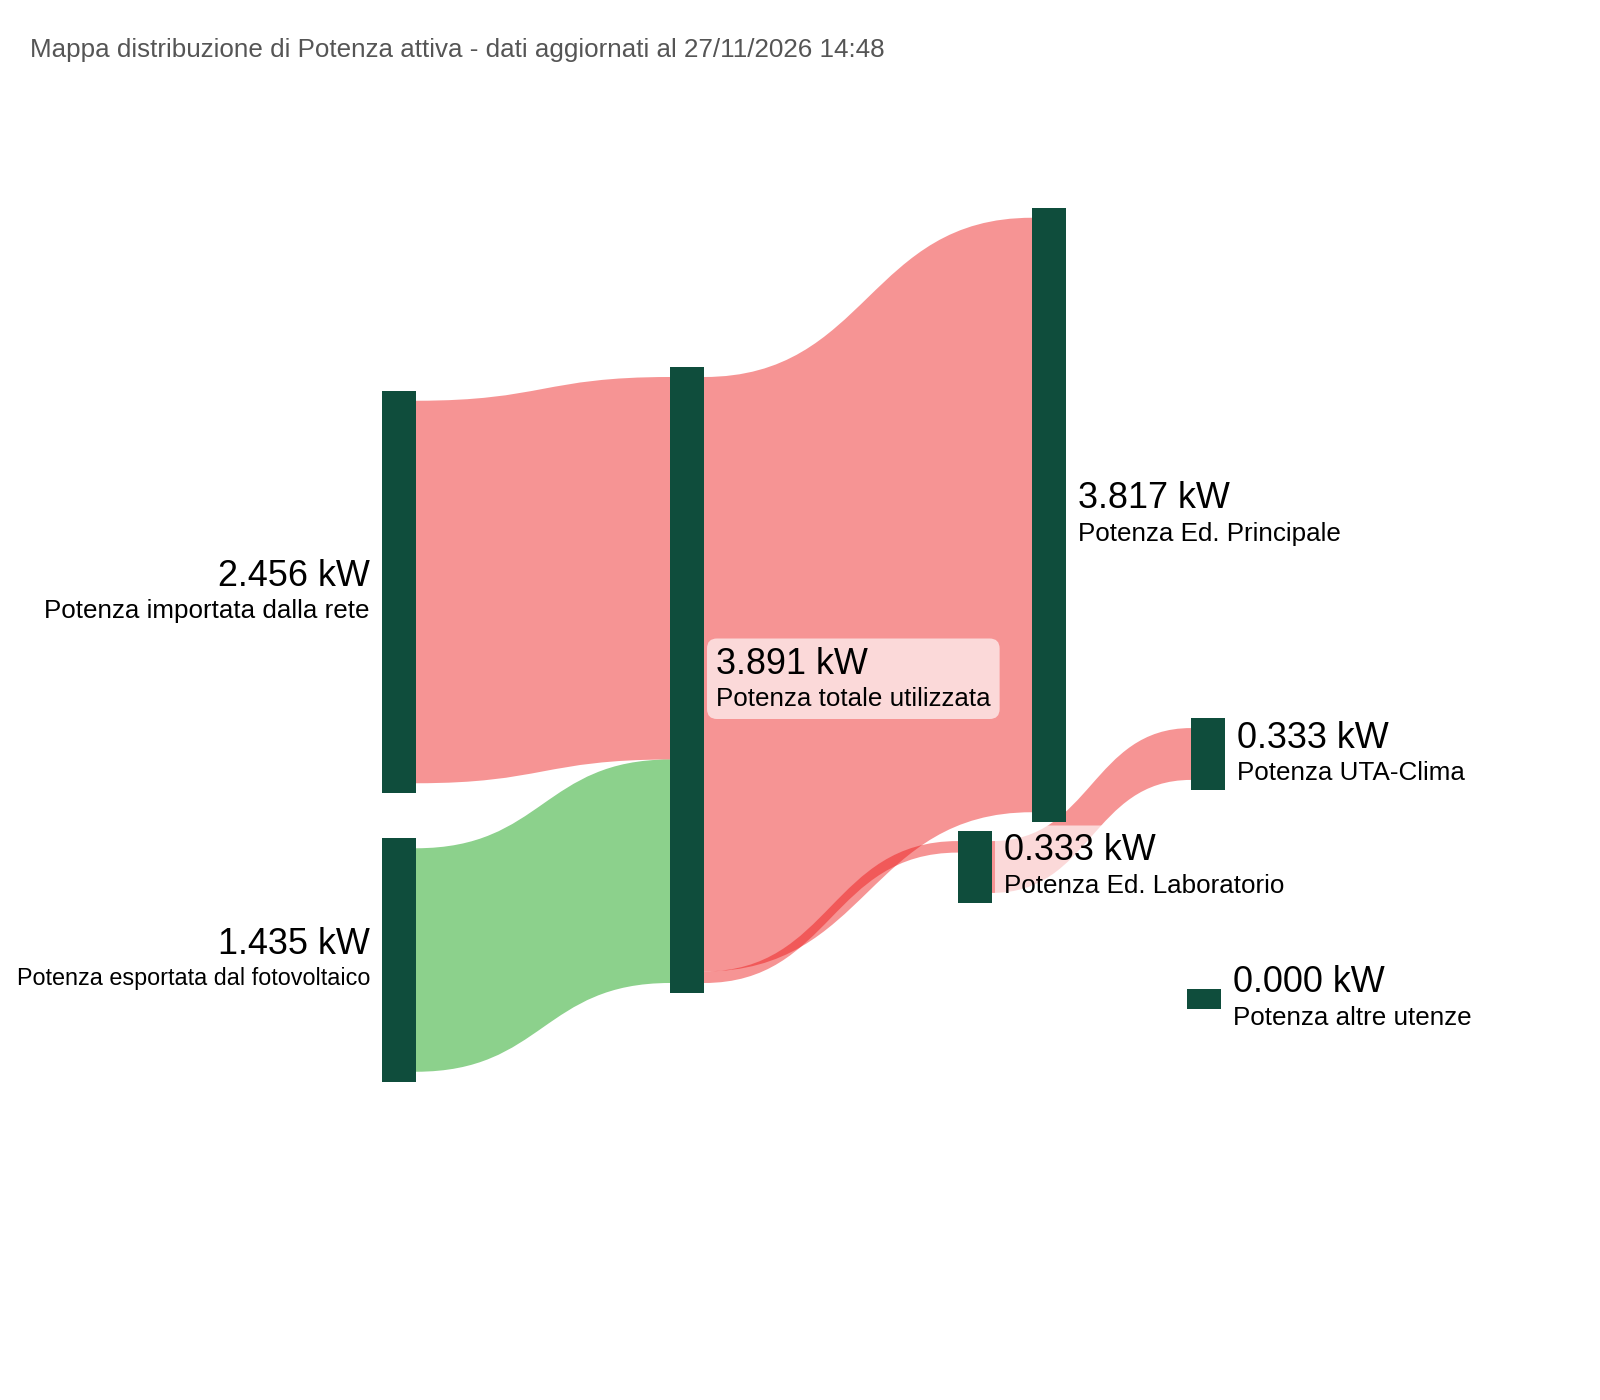 Mappa distribuzione di Potenza attiva - dati aggiornati al 27/11/2026 14:48
2.456 kW
Potenza importata dalla rete
1.435 kW
Potenza esportata dal fotovoltaico
3.891 kW
Potenza totale utilizzata
3.817 kW
Potenza Ed. Principale
0.333 kW
Potenza UTA-Clima
0.333 kW
Potenza Ed. Laboratorio
0.000 kW
Potenza altre utenze